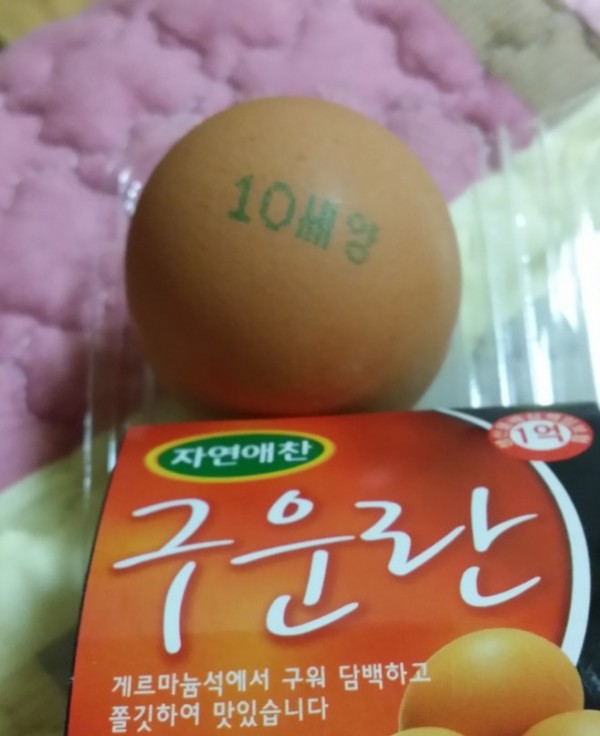 10쎄양
자연애찬
1억
구운란
게르마늄석에서 구워 담백하고
쫄깃하여 맛있습니다